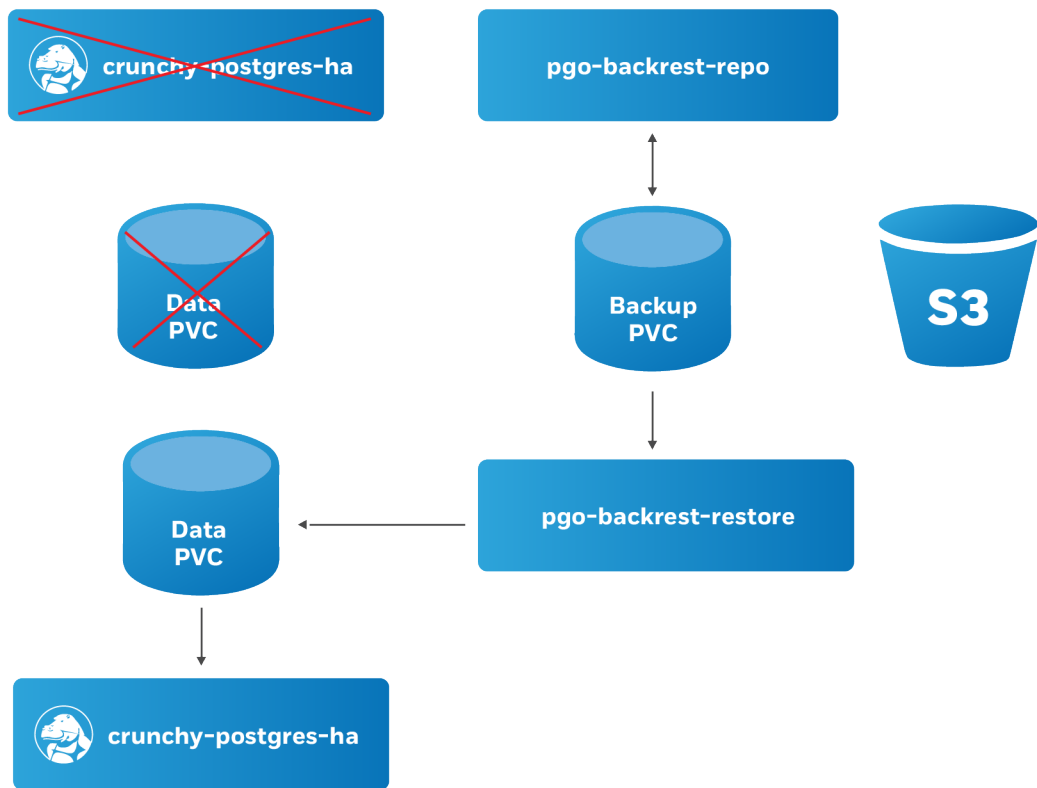 crunchy-postgres-ha
pgo-backrest-repo
Data
PVC
Backup
PVC
S3
Data
PVC
pgo-backrest-restore
crunchy-postgres-ha